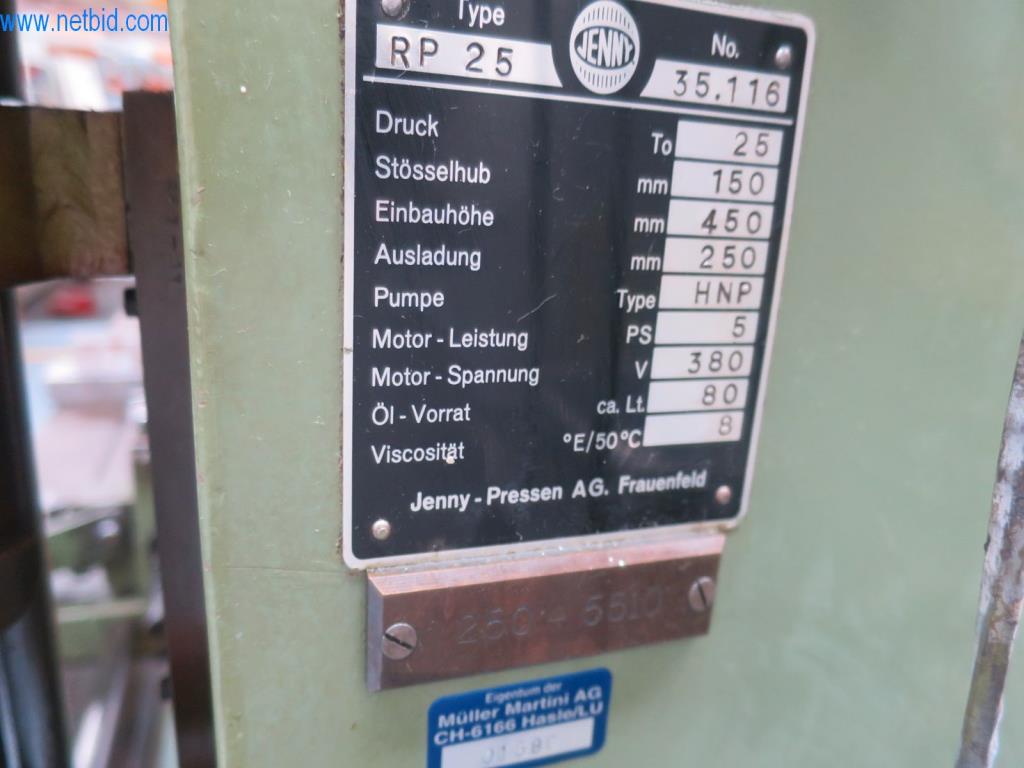 www.netbid.com
Type JENNY No.
RP 25 35.116
Druck To 25
Stösselhub mm 150
Einbauhöhe mm 450
Ausladung mm 250
Pumpe Type HNP
Motor - Leistung PS 5
Motor - Spannung V 380
Öl - Vorrat ca. Lt. 80
Viscosität °E/50°C 8
Jenny - Pressen AG. Frauenfeld
250 - 5510
Eigentum der
Müller Martini AG
CH-6166 Hasle/LU